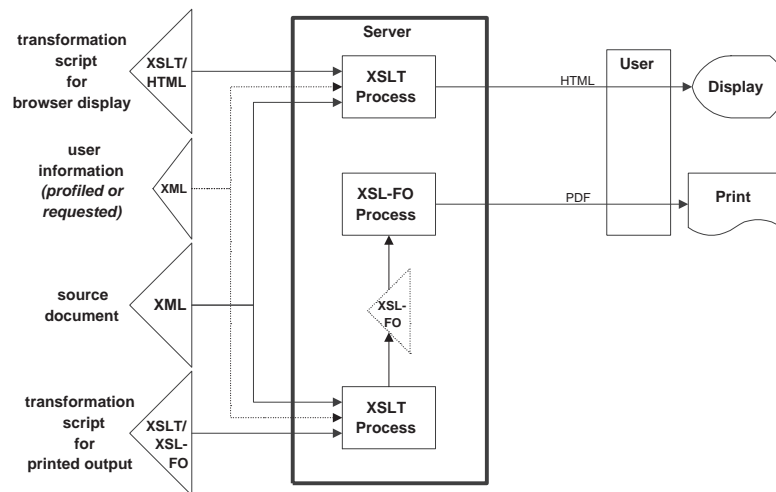 transformation
script
for
browser display
XSLT/
HTML
user
information
(profiled or
requested)
XML
source
document
XML
transformation
script
for
printed output
XSLT/
XSL-
FO
Server
XSLT
Process
XSL-FO
Process
XSL-
FO
XSLT
Process
HTML
PDF
User
Display
Print